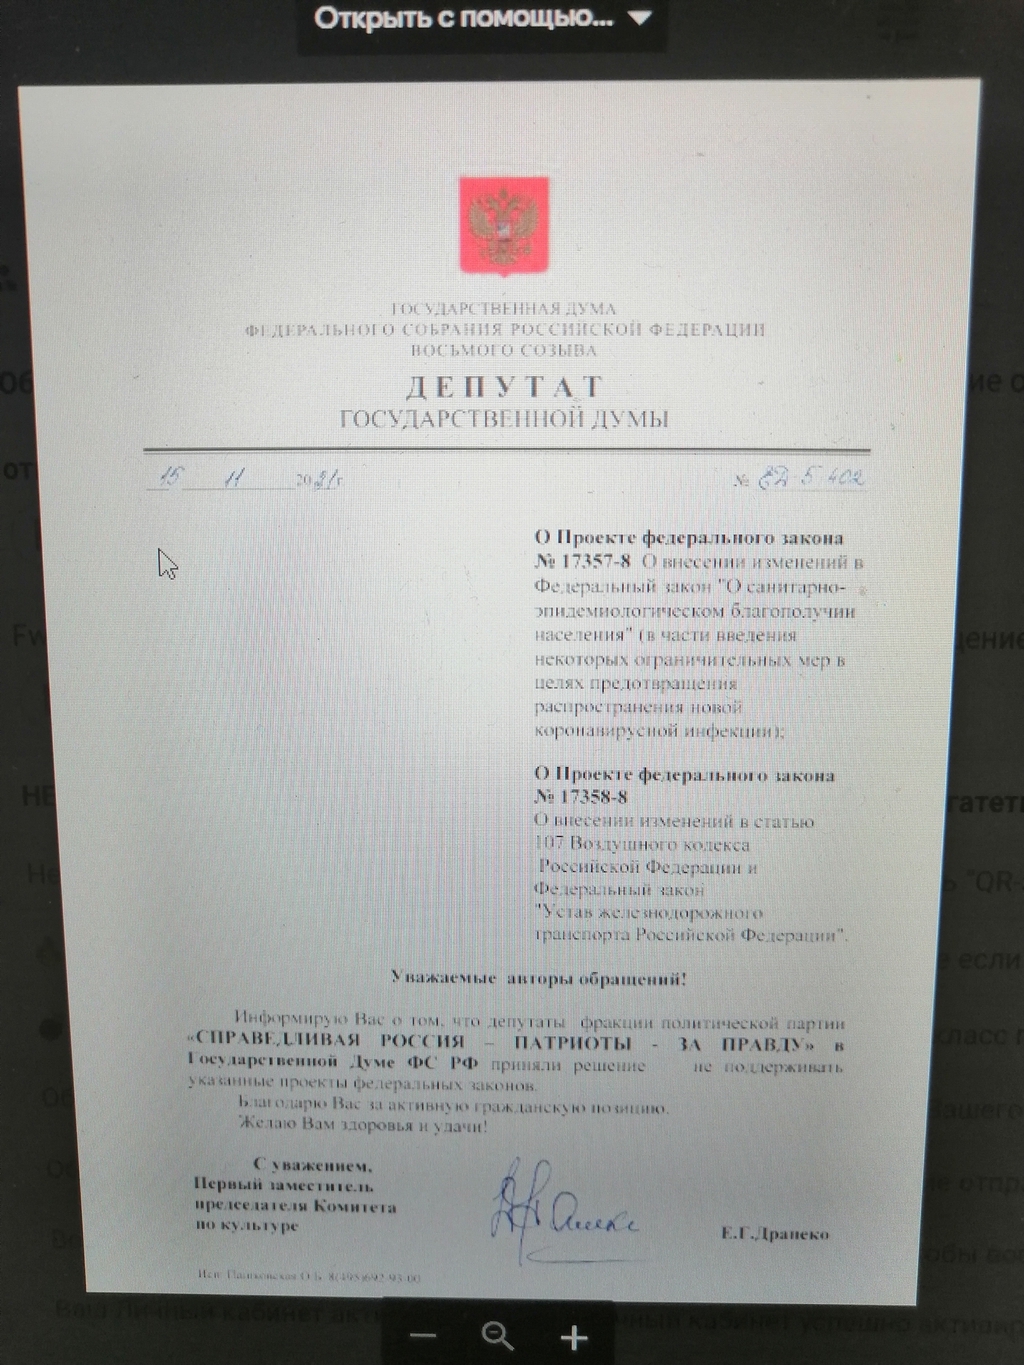 Открыть с помощью...
ГОСУДАРСТВЕННАЯ ДУМА
ФЕДЕРАЛЬНОГО СОБРАНИЯ РОССИЙСКОЙ ФЕДЕРАЦИИ
ВОСЬМОГО СОЗЫВА
ДЕПУТАТ
ГОСУДАРСТВЕННОЙ ДУМЫ
15 11 2021г. № ЕД-5/402
О Проекте федерального закона
№ 17357-8 О внесении изменений в
Федеральный закон "О санитарно-
эпидемиологическом благополучии
населения" (в части введения
некоторых ограничительных мер в
целях предотвращения
распространения новой
коронавирусной инфекции);
О Проекте федерального закона
№ 17358-8
О внесении изменений в статью
107 Воздушного кодекса
Российской Федерации и
Федеральный закон
"Устав железнодорожного
транспорта Российской Федерации".
Уважаемые авторы обращений!
Информирую Вас о том, что депутаты фракции политической партии
«СПРАВЕДЛИВАЯ РОССИЯ – ПАТРИОТЫ - ЗА ПРАВДУ» в
Государственной Думе ФС РФ приняли решение не поддерживать
указанные проекты федеральных законов.
Благодарю Вас за активную гражданскую позицию.
Желаю Вам здоровья и удачи!
С уважением,
Первый заместитель
председателя Комитета
по культуре
Е.Г.Драпеко
Исп. Пашковская О.Б. 8(495)692-93-00